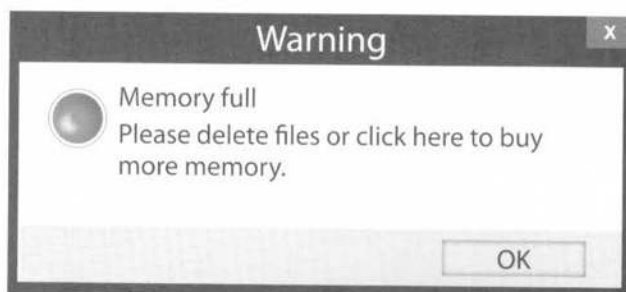 Warning
X
Memory full
Please delete files or click here to buy
more memory.
OK